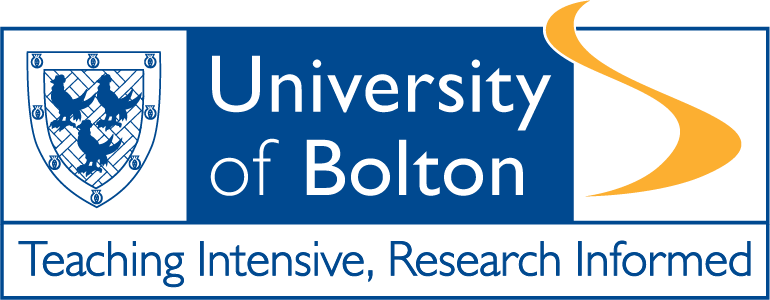 University
of Bolton
Teaching Intensive, Research Informed